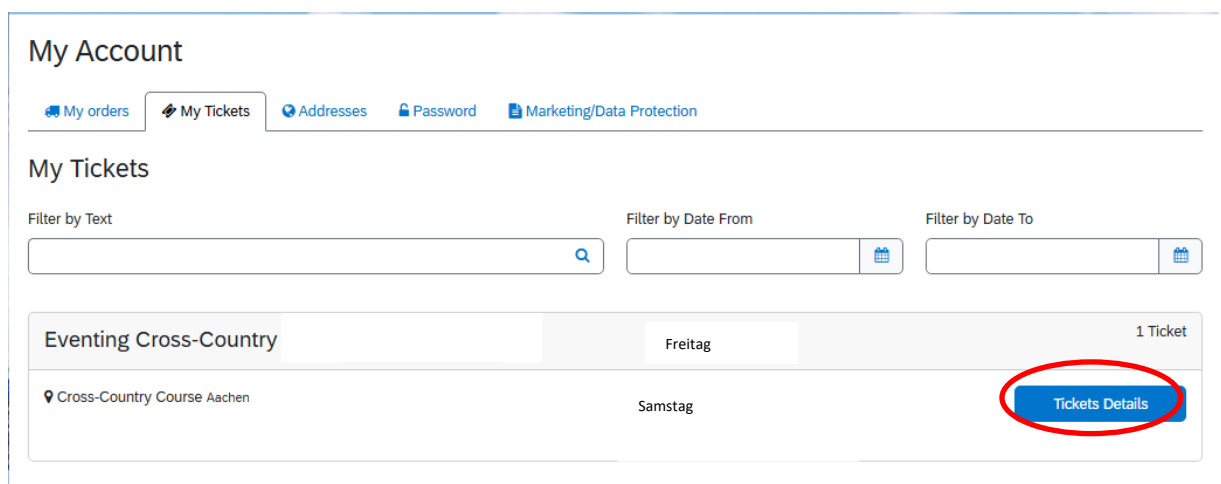 My Account
My orders My Tickets Addresses Password Marketing/Data Protection
My Tickets
Filter by Text Filter by Date From Filter by Date To
Eventing Cross-Country Freitag 1 Ticket
Cross-Country Course Aachen Samstag Tickets Details